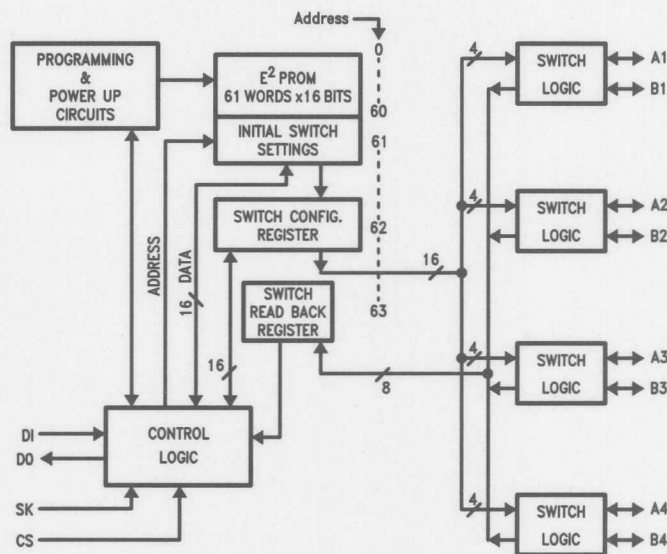 Address
0
PROGRAMMING
&
POWER UP
CIRCUITS
E² PROM
61 WORDS x16 BITS
60
INITIAL SWITCH
SETTINGS
61
SWITCH CONFIG.
REGISTER
62
SWITCH
READ BACK
REGISTER
63
ADDRESS
16 DATA
16
16
8
CONTROL
LOGIC
DI
DO
SK
CS
4
SWITCH
LOGIC
A1
B1
4
SWITCH
LOGIC
A2
B2
4
SWITCH
LOGIC
A3
B3
4
SWITCH
LOGIC
A4
B4